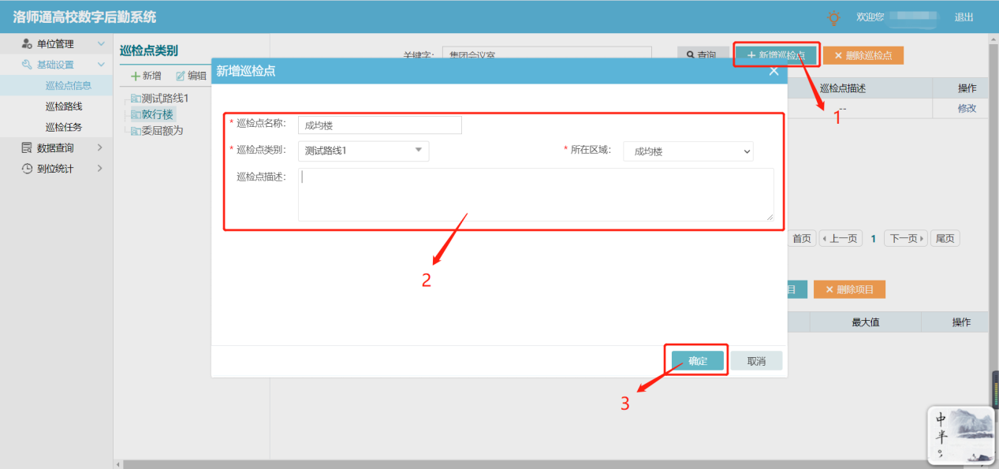 洛师通高校数字后勤系统
欢迎您
退出
单位管理
基础设置
巡检点信息
巡检路线
巡检任务
数据查询
到位统计
巡检点类别
新增
编辑
测试路线1
敦行楼
委屈额为
关键字：
集团会议室
查询
新增巡检点
删除巡检点
巡检点描述
操作
--
修改
1
新增巡检点
* 巡检点名称：
成均楼
* 巡检点类别：
测试路线1
* 所在区域：
成均楼
巡检点描述：
2
首页
上一页
1
下一页
尾页
目
删除项目
最大值
操作
确定
取消
3
中
半